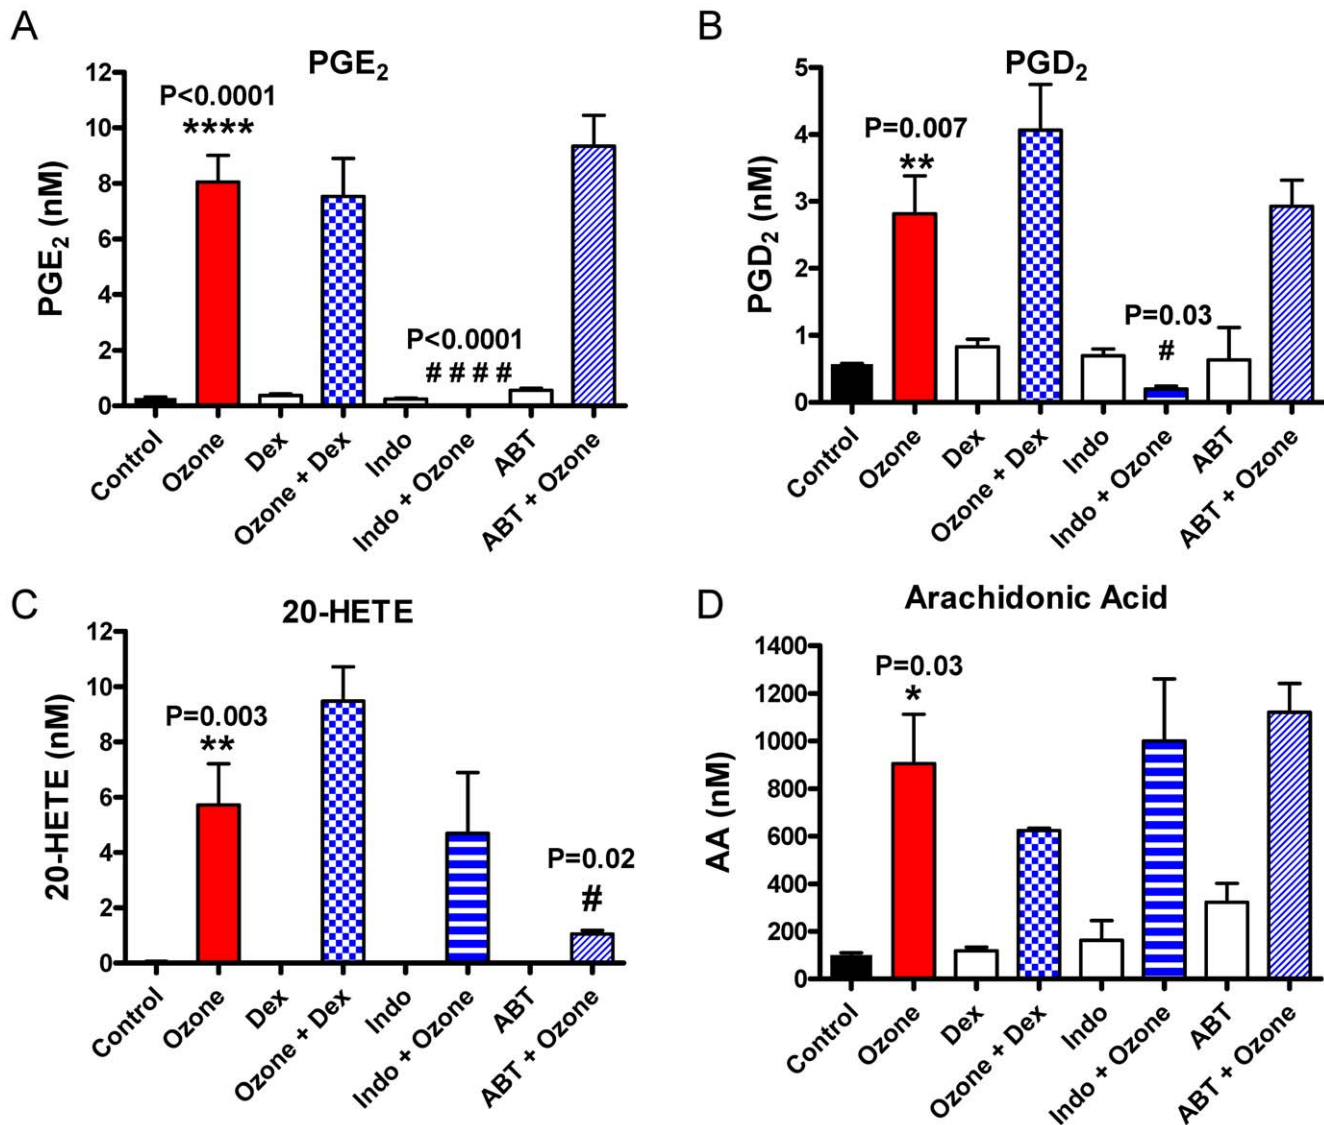 A
PGE2
P<0.0001
****
PGE2 (nM)
12
10
8
6
4
2
0
P<0.0001
# # # #
Control
Ozone
Dex
Ozone + Dex
Indo
Indo + Ozone
ABT
ABT + Ozone
B
PGD2
P=0.007
**
PGD2 (nM)
5
4
3
2
1
0
P=0.03
#
Control
Ozone
Dex
Ozone + Dex
Indo
Indo + Ozone
ABT
ABT + Ozone
C
20-HETE
P=0.003
**
20-HETE (nM)
12
10
8
6
4
2
0
P=0.02
#
Control
Ozone
Dex
Ozone + Dex
Indo
Indo + Ozone
ABT
ABT + Ozone
D
Arachidonic Acid
P=0.03
*
AA (nM)
1400
1200
1000
800
600
400
200
0
Control
Ozone
Dex
Ozone + Dex
Indo
Indo + Ozone
ABT
ABT + Ozone